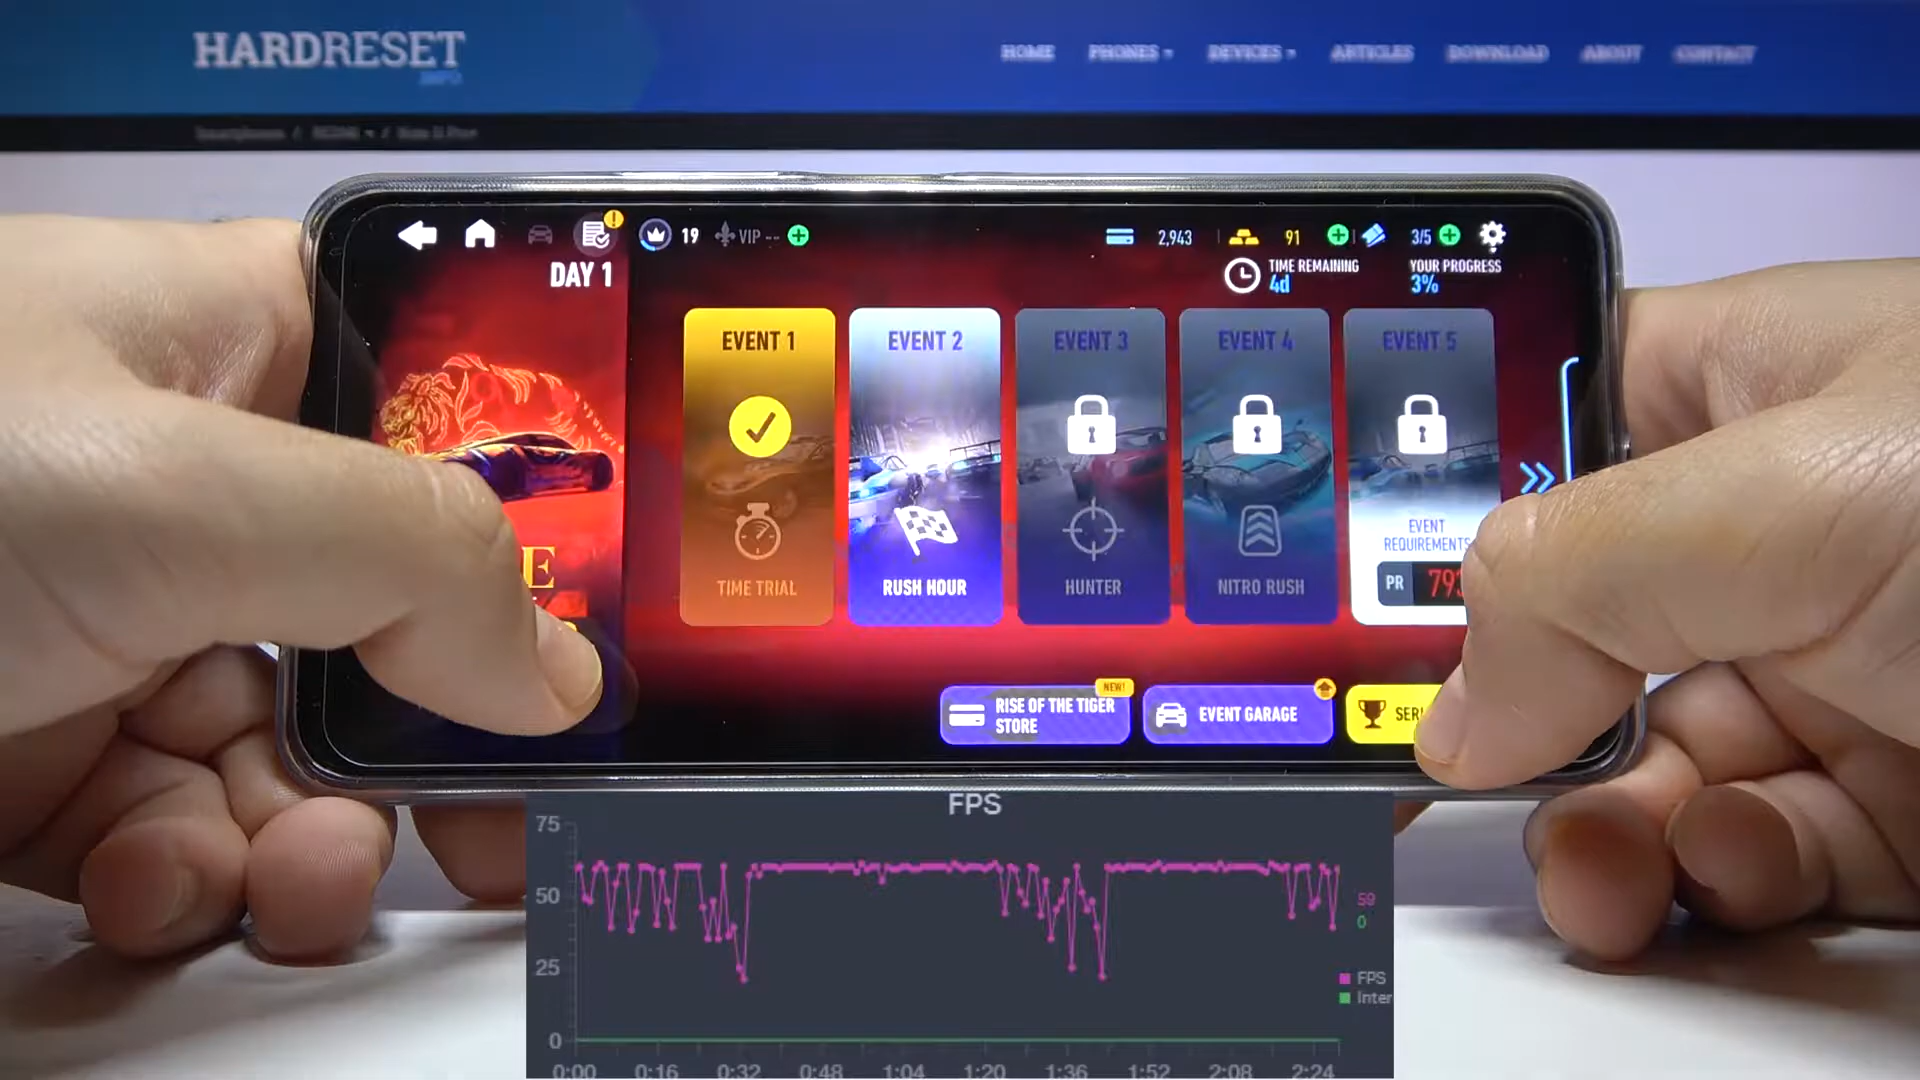 HARDRESET
INFO
HOME PHONES DEVICES ARTICLES DOWNLOAD ABOUT CONTACT
19 VIP -- 2,943 91 3/5
DAY 1
TIME REMAINING
4d
YOUR PROGRESS
3%
EVENT 1
TIME TRIAL
EVENT 2
RUSH HOUR
EVENT 3
HUNTER
EVENT 4
NITRO RUSH
EVENT 5
EVENT
REQUIREMENTS
PR 793
E
NEW!
RISE OF THE TIGER
STORE
EVENT GARAGE
SERI
FPS
75
50
25
0
59
0
FPS
Inter
0:00 0:16 0:32 0:48 1:04 1:20 1:36 1:52 2:08 2:24